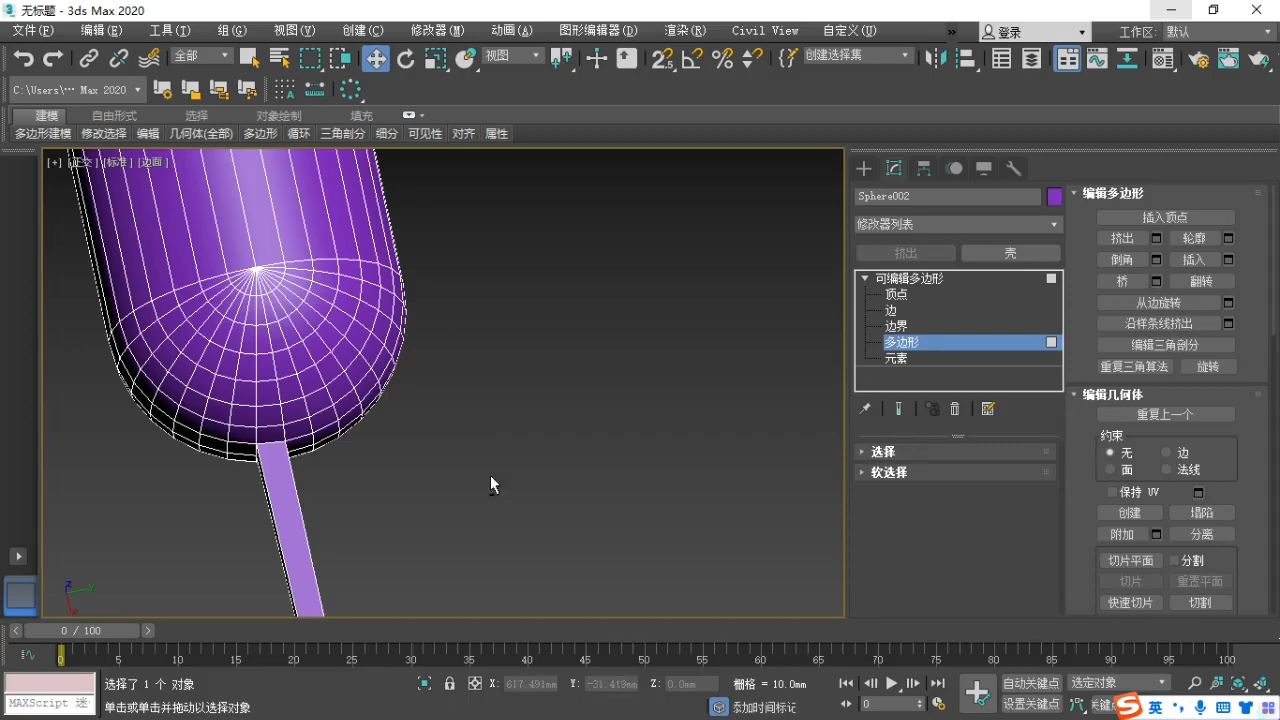 无标题 - 3ds Max 2020
文件(F) 编辑(E) 工具(T) 组(G) 视图(V) 创建(C) 修改器(M) 动画(A) 图形编辑器(D) 渲染(R) Civil View 自定义(U) » 登录 工作区: 默认
全部 视图 创建选择集
C:\Users\··· Max 2020
建模 自由形式 选择 对象绘制 填充
多边形建模 修改选择 编辑 几何体(全部) 多边形 循环 三角剖分 细分 可见性 对齐 属性
[+] [正交] [标准] [边面]
Sphere002
修改器列表
挤出 壳
可编辑多边形
顶点
边
边界
多边形
元素
选择
软选择
编辑多边形
插入顶点
挤出 轮廓
倒角 插入
桥 翻转
从边旋转
沿样条线挤出
编辑三角剖分
重复三角算法 旋转
编辑几何体
重复上一个
约束
无 边
面 法线
保持 UV
创建 塌陷
附加 分离
切片平面 分割
切片 重置平面
快速切片 切割
z y x
0 / 100
0 5 10 15 20 25 30 35 40 45 50 55 60 65 70 75 80 85 90 95 100
选择了 1 个 对象 X: 617.491mm Y: -31.419mm Z: 0.0mm 栅格 = 10.0mm 自动关键点 选定对象
MAXScript 迷 单击或单击并拖动以选择对象 添加时间标记 0 设置关键点 英